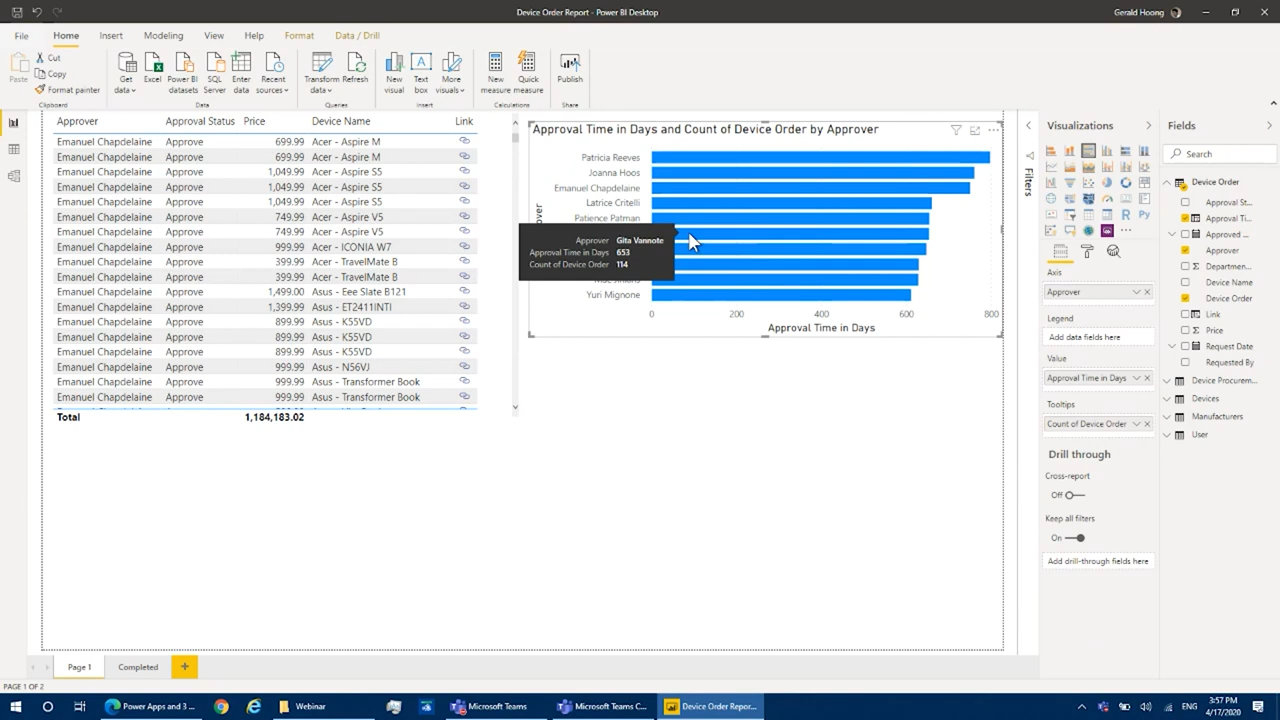 Device Order Report - Power BI Desktop
Gerald Hoong
File
Home
Insert
Modeling
View
Help
Format
Data / Drill
Paste
Cut
Copy
Format painter
Clipboard
Get data
Excel
Power BI datasets
SQL Server
Enter data
Recent sources
Data
Transform data
Refresh
Queries
New visual
Text box
More visuals
Insert
New measure
Quick measure
Calculations
Publish
Share
Approver Approval Status Price Device Name Link
Emanuel Chapdelaine Approve 699.99 Acer - Aspire M
Emanuel Chapdelaine Approve 699.99 Acer - Aspire M
Emanuel Chapdelaine Approve 1,049.99 Acer - Aspire S5
Emanuel Chapdelaine Approve 1,049.99 Acer - Aspire S5
Emanuel Chapdelaine Approve 1,049.99 Acer - Aspire S5
Emanuel Chapdelaine Approve 749.99 Acer - Aspire V5
Emanuel Chapdelaine Approve 749.99 Acer - Aspire V5
Emanuel Chapdelaine Approve 999.99 Acer - ICONIA W7
Emanuel Chapdelaine Approve 399.99 Acer - TravelMate B
Emanuel Chapdelaine Approve 399.99 Acer - TravelMate B
Emanuel Chapdelaine Approve 1,499.00 Asus - Eee Slate B121
Emanuel Chapdelaine Approve 1,399.99 Asus - ET2411INTI
Emanuel Chapdelaine Approve 899.99 Asus - K55VD
Emanuel Chapdelaine Approve 899.99 Asus - K55VD
Emanuel Chapdelaine Approve 899.99 Asus - K55VD
Emanuel Chapdelaine Approve 999.99 Asus - N56VJ
Emanuel Chapdelaine Approve 999.99 Asus - Transformer Book
Emanuel Chapdelaine Approve 999.99 Asus - Transformer Book
Total 1,184,183.02
Approval Time in Days and Count of Device Order by Approver
Patricia Reeves
Joanna Hoos
Emanuel Chapdelaine
Latrice Critelli
Patience Patman
Approver Gita Vannote
Approval Time in Days 653
Count of Device Order 114
Yuri Mignone
0 200 400 600 800
Approval Time in Days
Filters
Visualizations
Axis
Approver
Legend
Add data fields here
Value
Approval Time in Days
Tooltips
Count of Device Order
Drill through
Cross-report
Off
Keep all filters
On
Add drill-through fields here
Fields
Search
Device Order
Approval St...
Approval Ti...
Approved ...
Approver
Departmen...
Device Name
Device Order
Link
Price
Request Date
Requested By
Device Procurem...
Devices
Manufacturers
User
Page 1
Completed
PAGE 1 OF 2
Power Apps and 3 ...
Webinar
Microsoft Teams
Microsoft Teams C...
Device Order Repor...
3:57 PM
4/17/2020